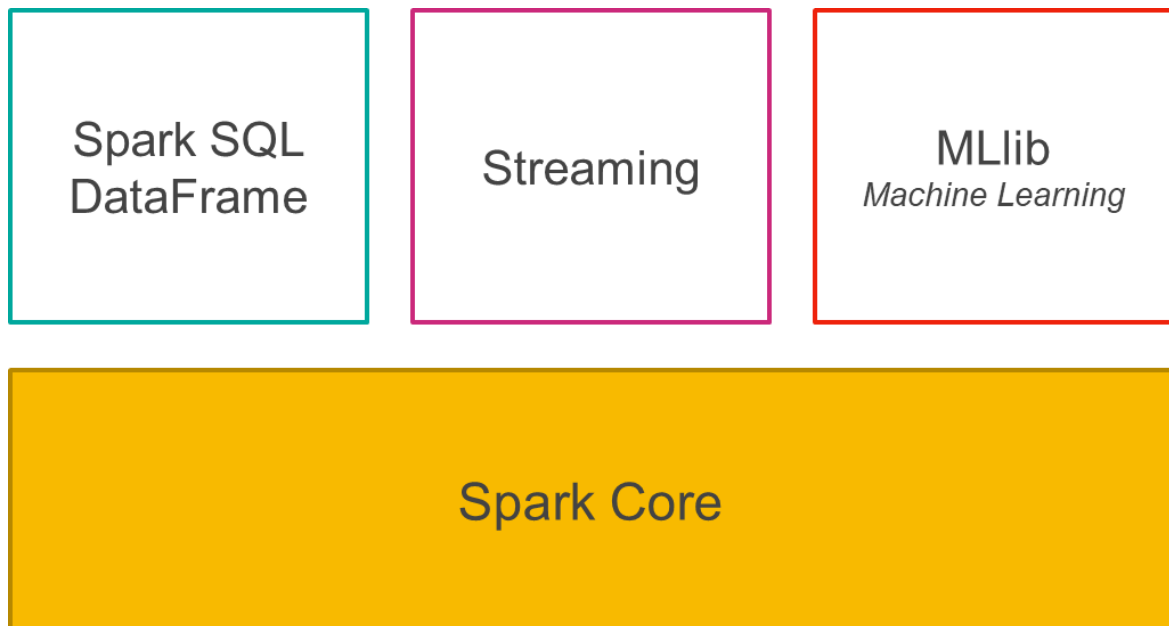 Spark SQL
DataFrame
Streaming
MLlib
Machine Learning
Spark Core